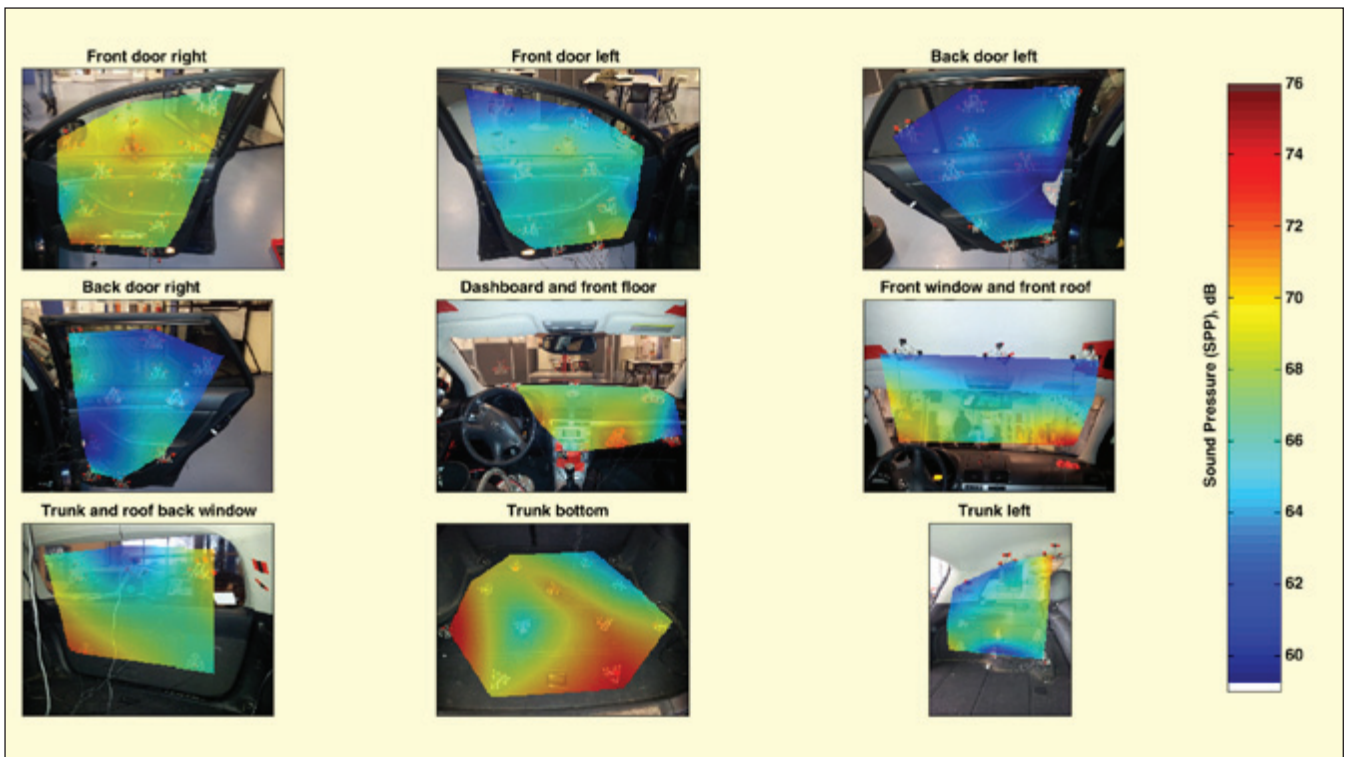 Front door right
Front door left
Back door left
Back door right
Dashboard and front floor
Front window and front roof
Trunk and roof back window
Trunk bottom
Trunk left
Sound Pressure (SPP), dB
76
74
72
70
68
66
64
62
60